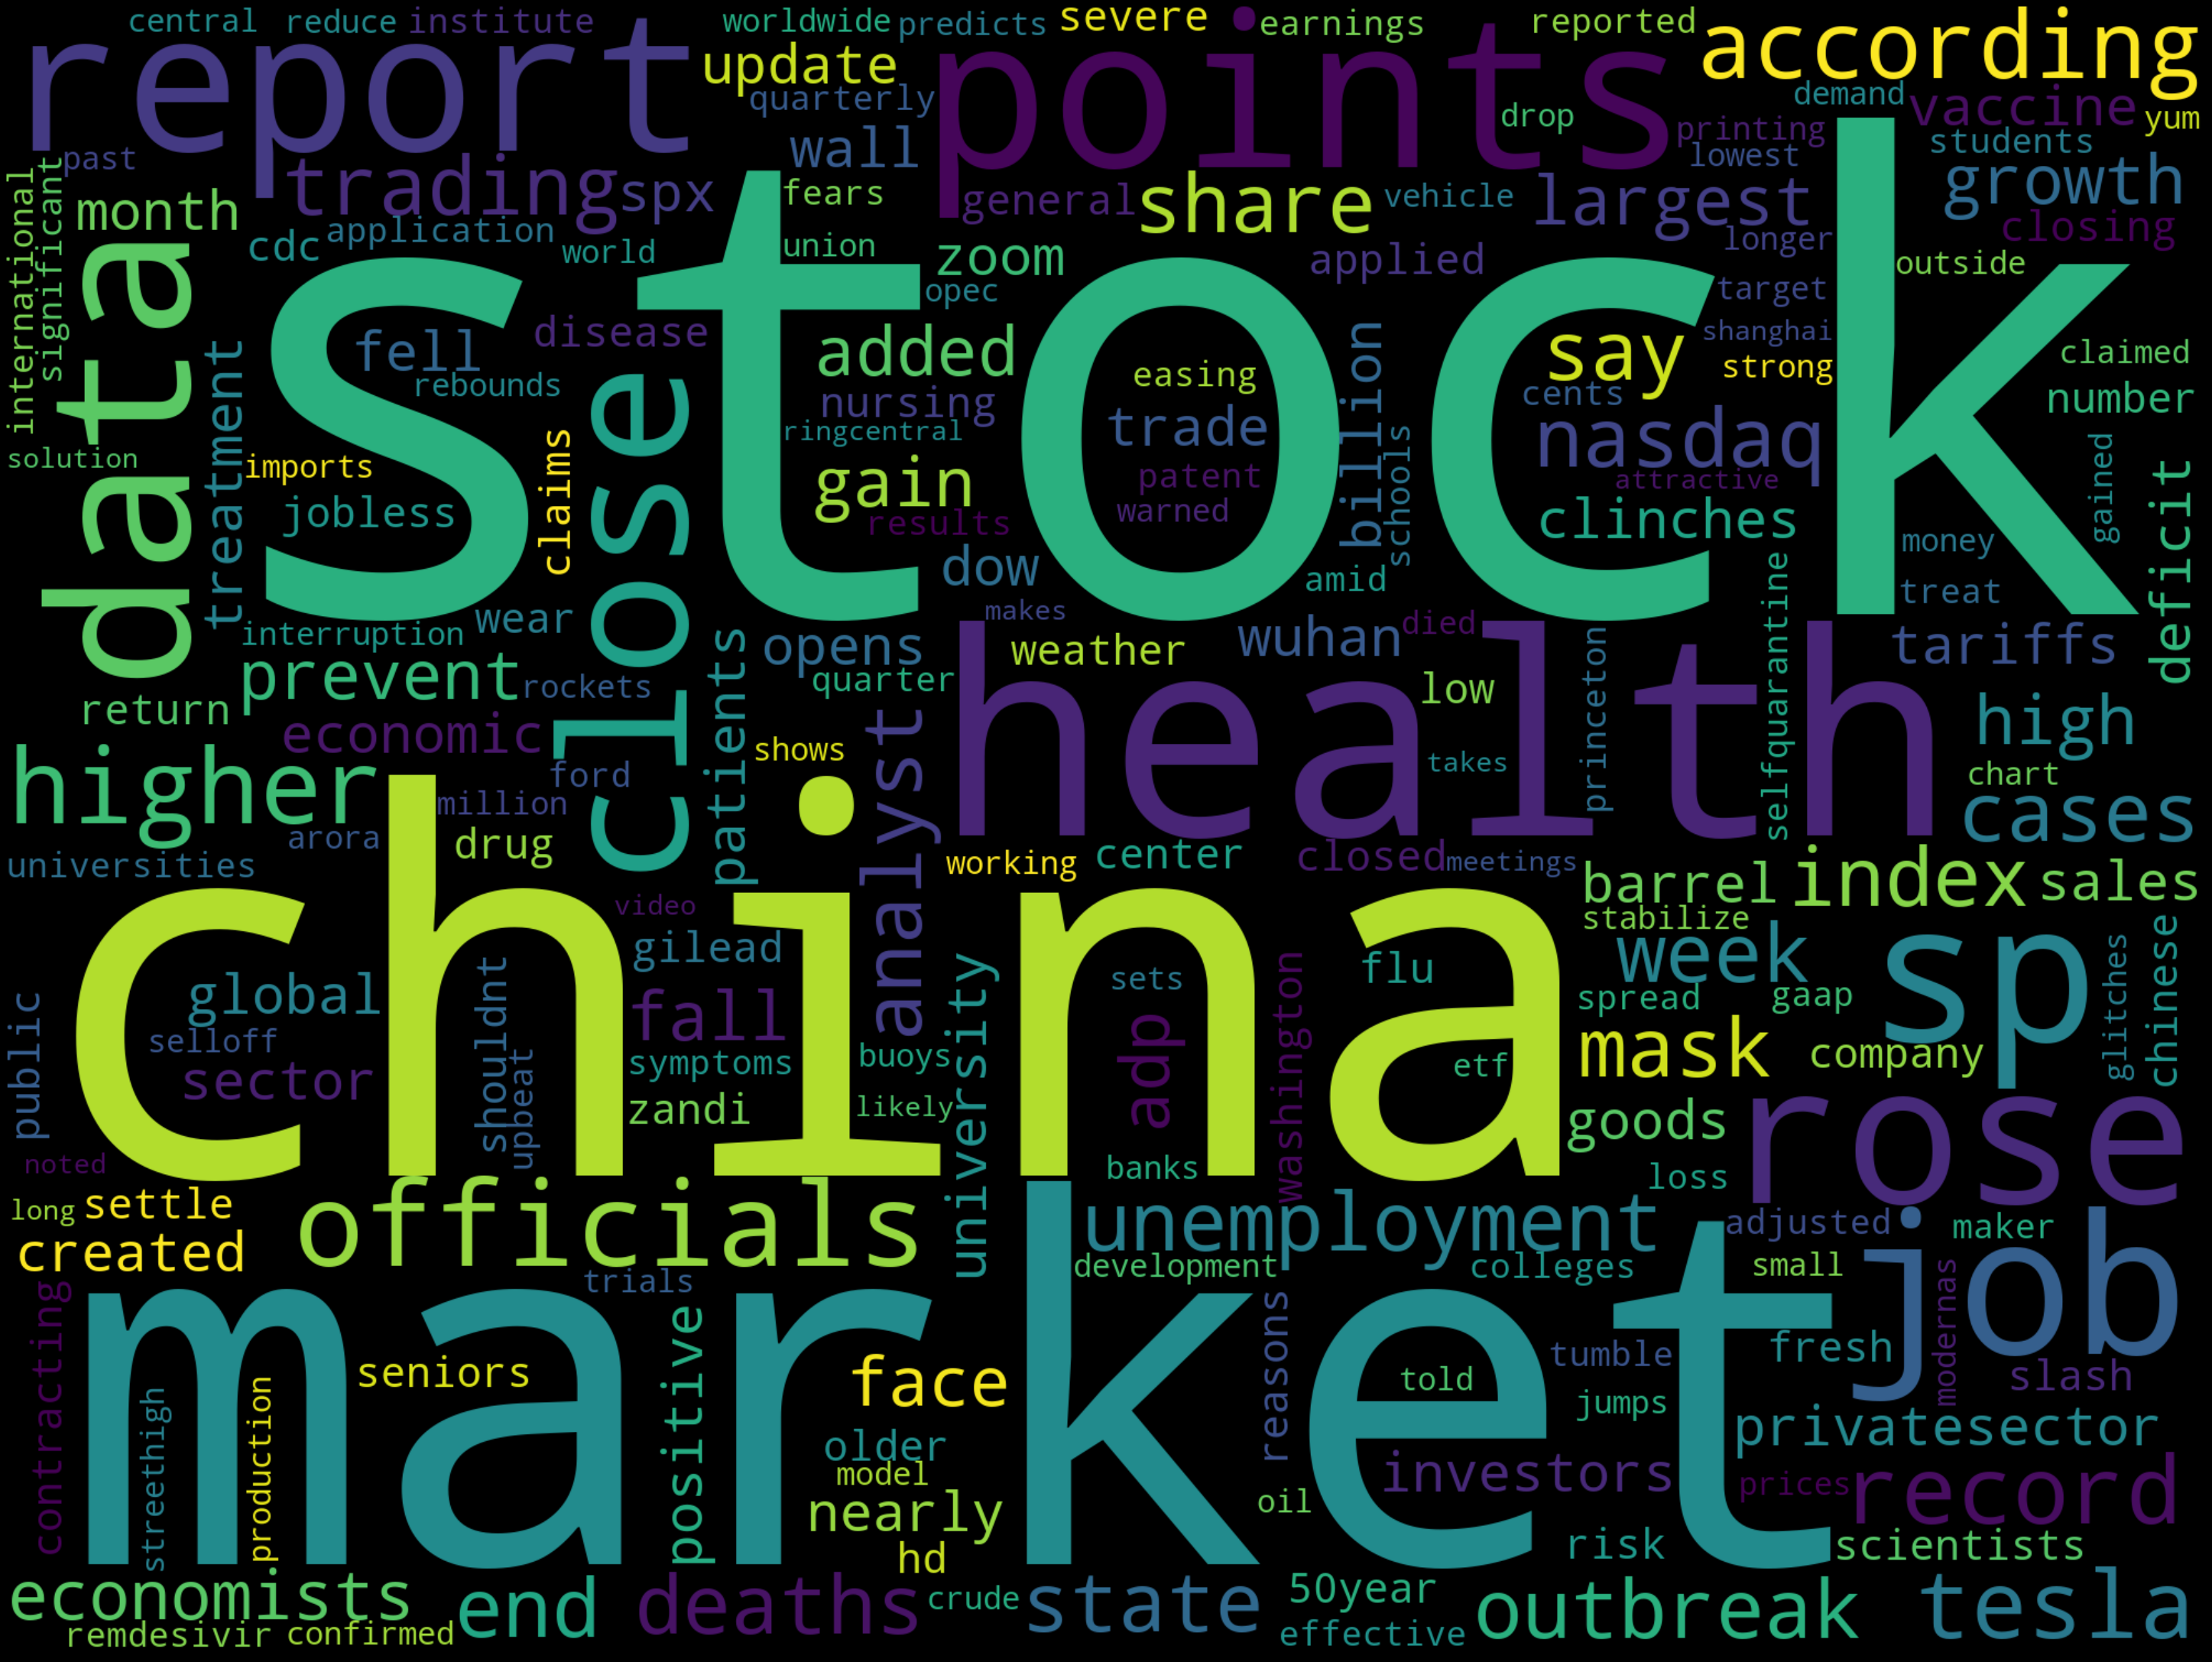 central reduce institute worldwide predicts severe earnings reported
report update points according
quarterly drop demand vaccine yum
past wall printing students
international significant month trading spx fears general share vehicle lowest largest growth
data cdc application world union zoom applied longer closing
stock opec target outside
treatment fell disease added easing say shanghai claimed
rebounds strong
close nursing trade billion cents number
solution imports ringcentral nasdaq gained
claims gain patent schools attractive deficit
jobless results warned clinches
dow amid selfquarantine money
interruption wear makes treat
prevent patients opens weather wuhan died tariffs
rockets quarter health low princeton
return economic shows high
higher ford analyst takes chart
million cases
arora drug
universities working center closed meetings barrel index sales
china video stabilize
gilead university flu week sp chinese
public global shouldnt fall sets washington spread gaap glitches
selloff upbeat symptoms buoys adp etf mask company
sector zandi likely goods rose
noted banks loss
long settle officials unemployment adjusted maker
created development colleges small job
contracting trials reasons modernas
market positive face tumble fresh
streethigh production seniors told jumps slash
older privatesector
model investors
nearly oil prices record
hd risk scientists
economists end deaths crude state 50year outbreak tesla
remdesivir confirmed effective